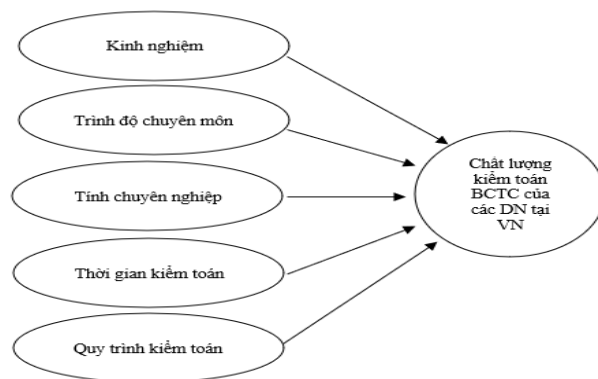 Kinh nghiệm
Trình độ chuyên môn
Tính chuyên nghiệp
Thời gian kiểm toán
Quy trình kiểm toán
Chất lượng
kiểm toán
BCTC của
các DN tại
VN